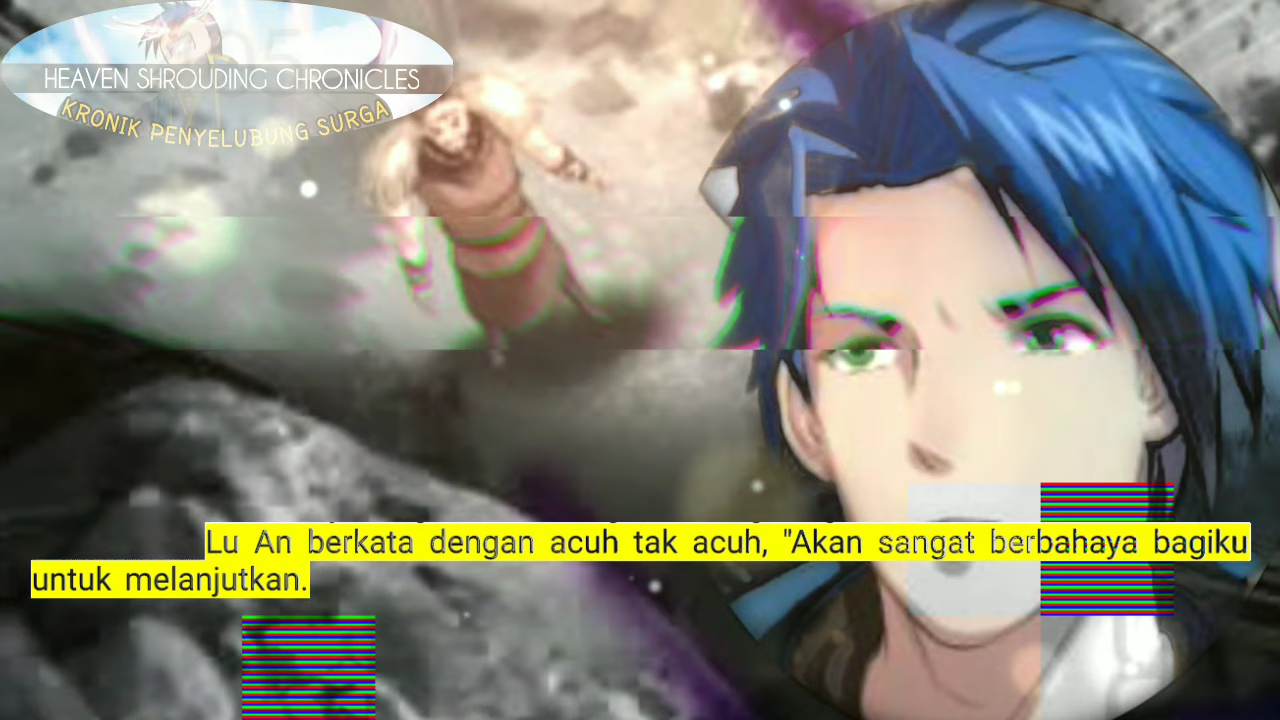 HEAVEN SHROUDING CHRONICLES
KRONIK PENYELUBUNG SURGA
Lu An berkata dengan acuh tak acuh, "Akan sangat berbahaya bagiku
untuk melanjutkan.